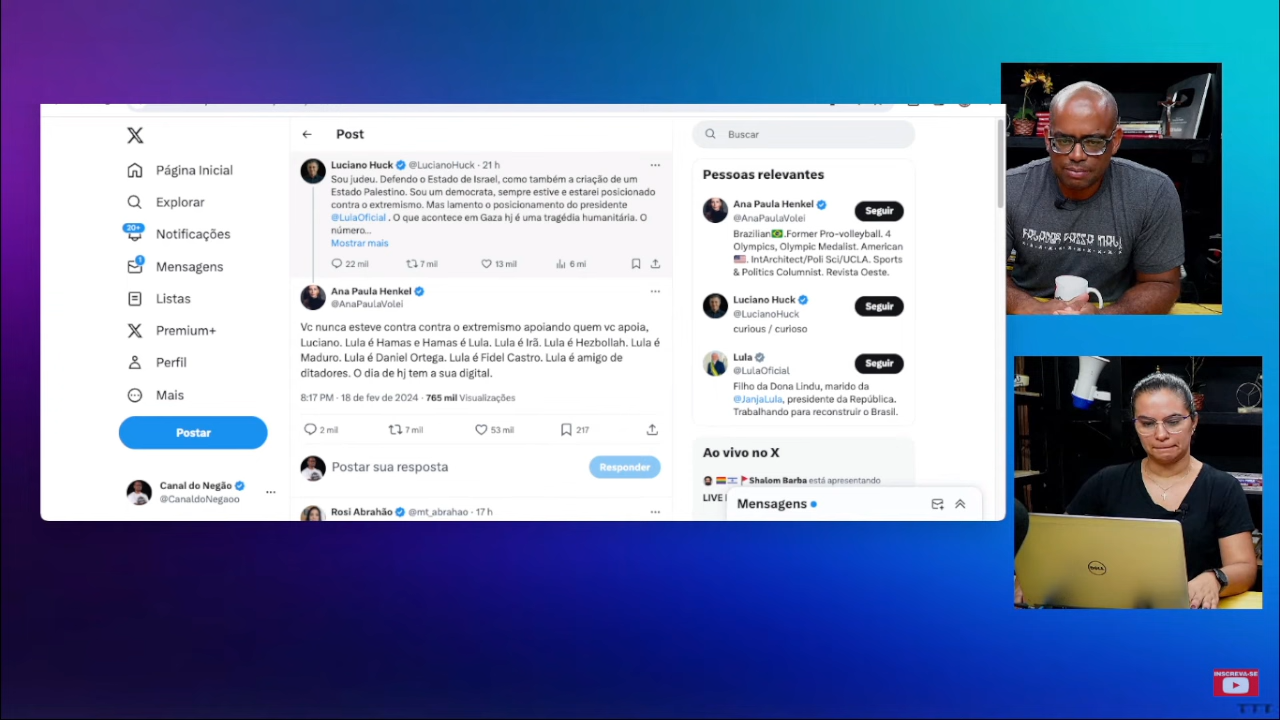 Post
Buscar
Página Inicial
Explorar
20+
Notificações
1
Mensagens
Listas
Premium+
Perfil
Mais
Postar
Canal do Negão
@CanaldoNegaoo
Luciano Huck @LucianoHuck · 21 h
Sou judeu. Defendo o Estado de Israel, como também a criação de um
Estado Palestino. Sou um democrata, sempre estive e estarei posicionado
contra o extremismo. Mas lamento o posicionamento do presidente
@LulaOficial . O que acontece em Gaza hj é uma tragédia humanitária. O
número...
Mostrar mais
22 mil 7 mil 13 mil 6 mi
Ana Paula Henkel
@AnaPaulaVolei
Vc nunca esteve contra contra o extremismo apoiando quem vc apoia,
Luciano. Lula é Hamas e Hamas é Lula. Lula é Irã. Lula é Hezbollah. Lula é
Maduro. Lula é Daniel Ortega. Lula é Fidel Castro. Lula é amigo de
ditadores. O dia de hj tem a sua digital.
8:17 PM · 18 de fev de 2024 · 765 mil Visualizações
2 mil 7 mil 53 mil 217
Postar sua resposta
Responder
Rosi Abrahão @mt_abrahao · 17 h
Pessoas relevantes
Ana Paula Henkel
@AnaPaulaVolei
Seguir
Brazilian🇧🇷.Former Pro-volleyball. 4
Olympics, Olympic Medalist. American
🇺🇸. IntArchitect/Poli Sci/UCLA. Sports
& Politics Columnist. Revista Oeste.
Luciano Huck
@LucianoHuck
Seguir
curious / curioso
Lula
@LulaOficial
Seguir
Filho da Dona Lindu, marido da
@JanjaLula, presidente da República.
Trabalhando para reconstruir o Brasil.
Ao vivo no X
Shalom Barba está apresentando
LIVE
Mensagens
DELL
INSCREVA-SE